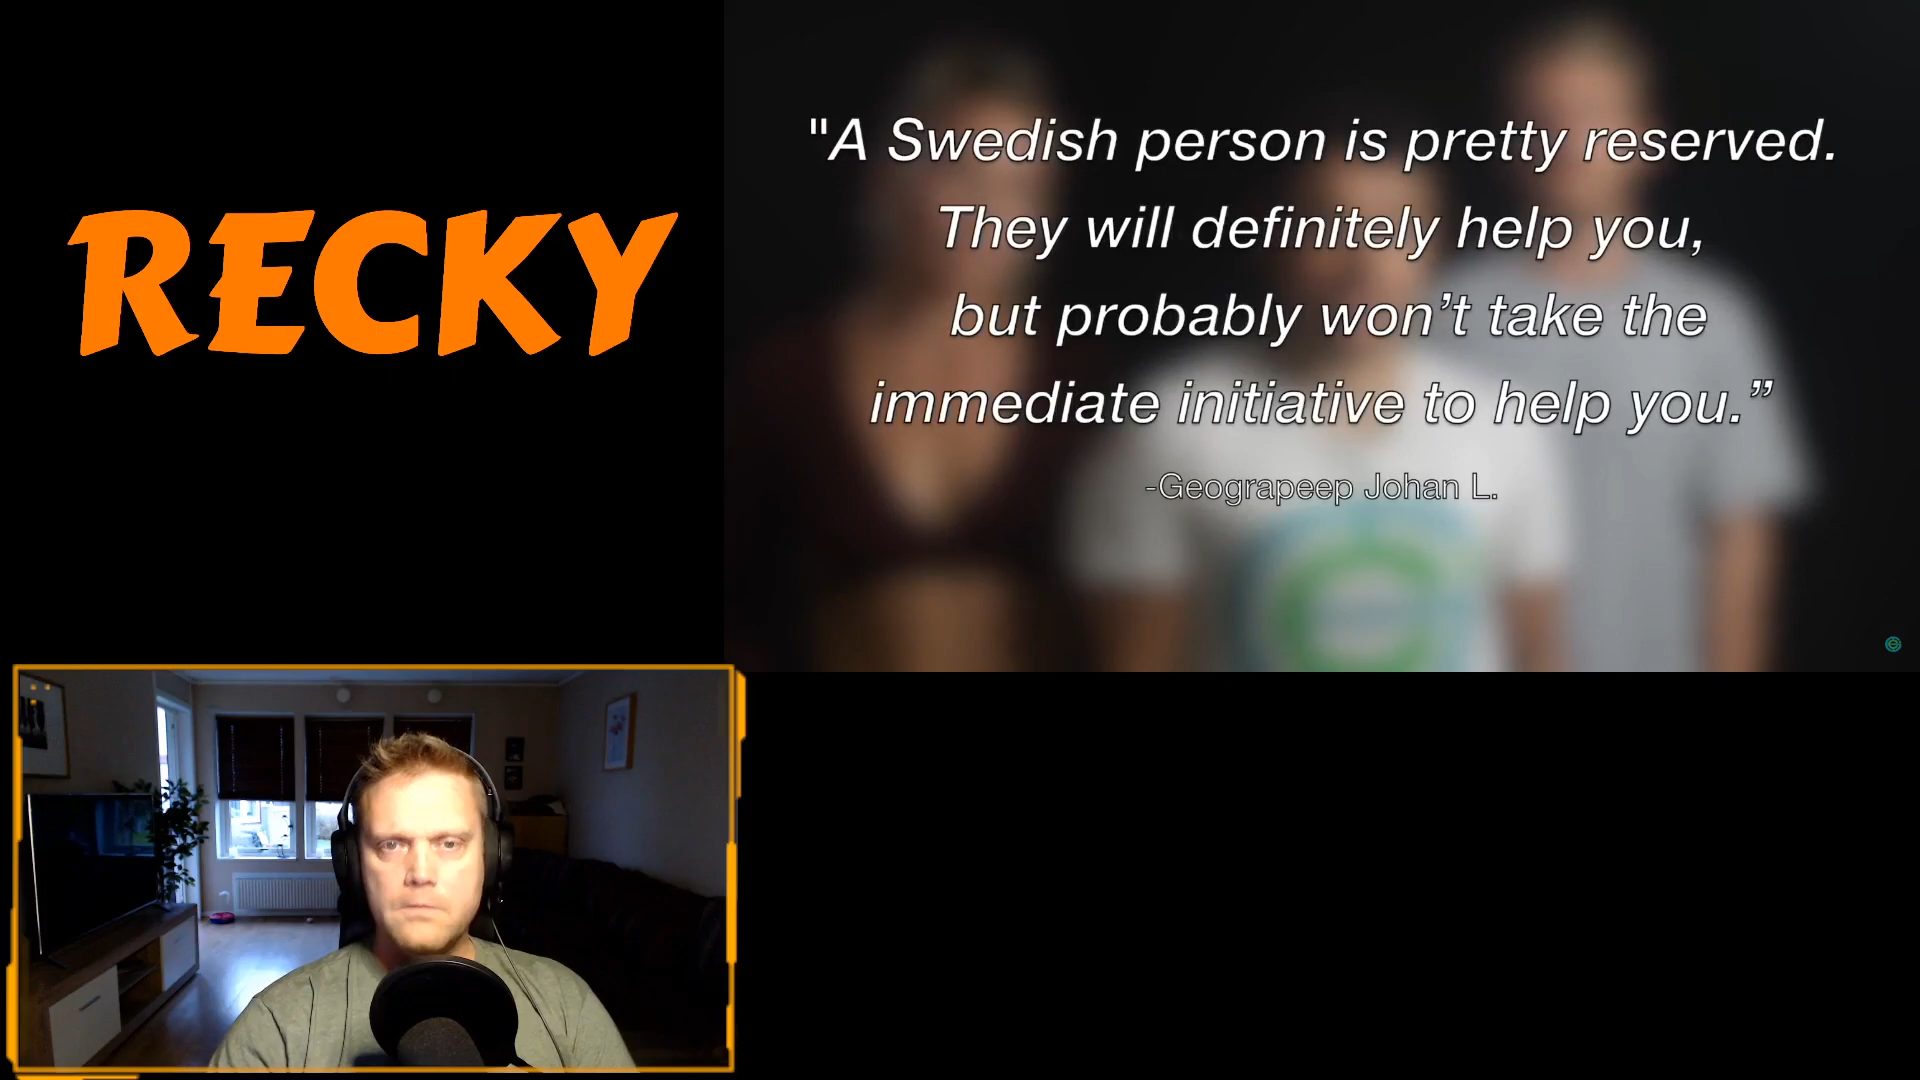 RECKY
"A Swedish person is pretty reserved.
They will definitely help you,
but probably won’t take the
immediate initiative to help you.”
-Geograpeep Johan L.